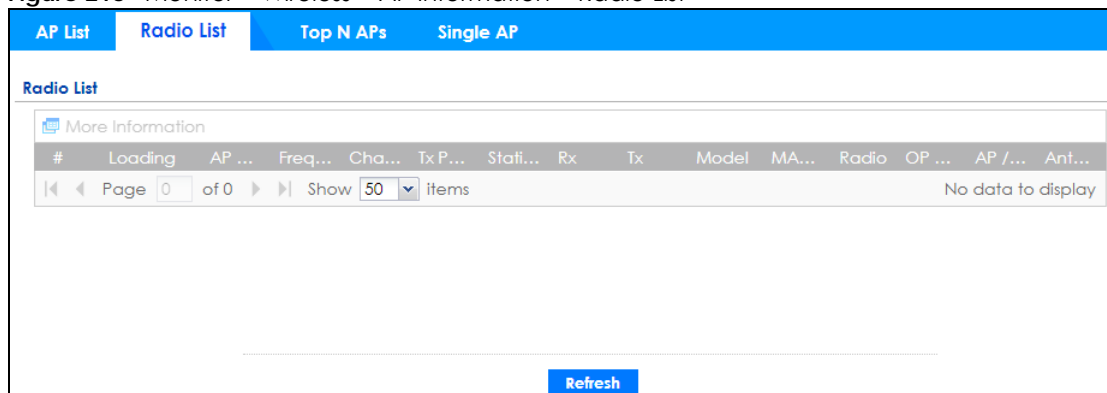 AP List Radio List Top N APs Single AP
Radio List
More Information
# Loading AP ... Freq... Cha... Tx P... Stati... Rx Tx Model MA... Radio OP ... AP /... Ant...
Page 0 of 0 Show 50 items No data to display
Refresh